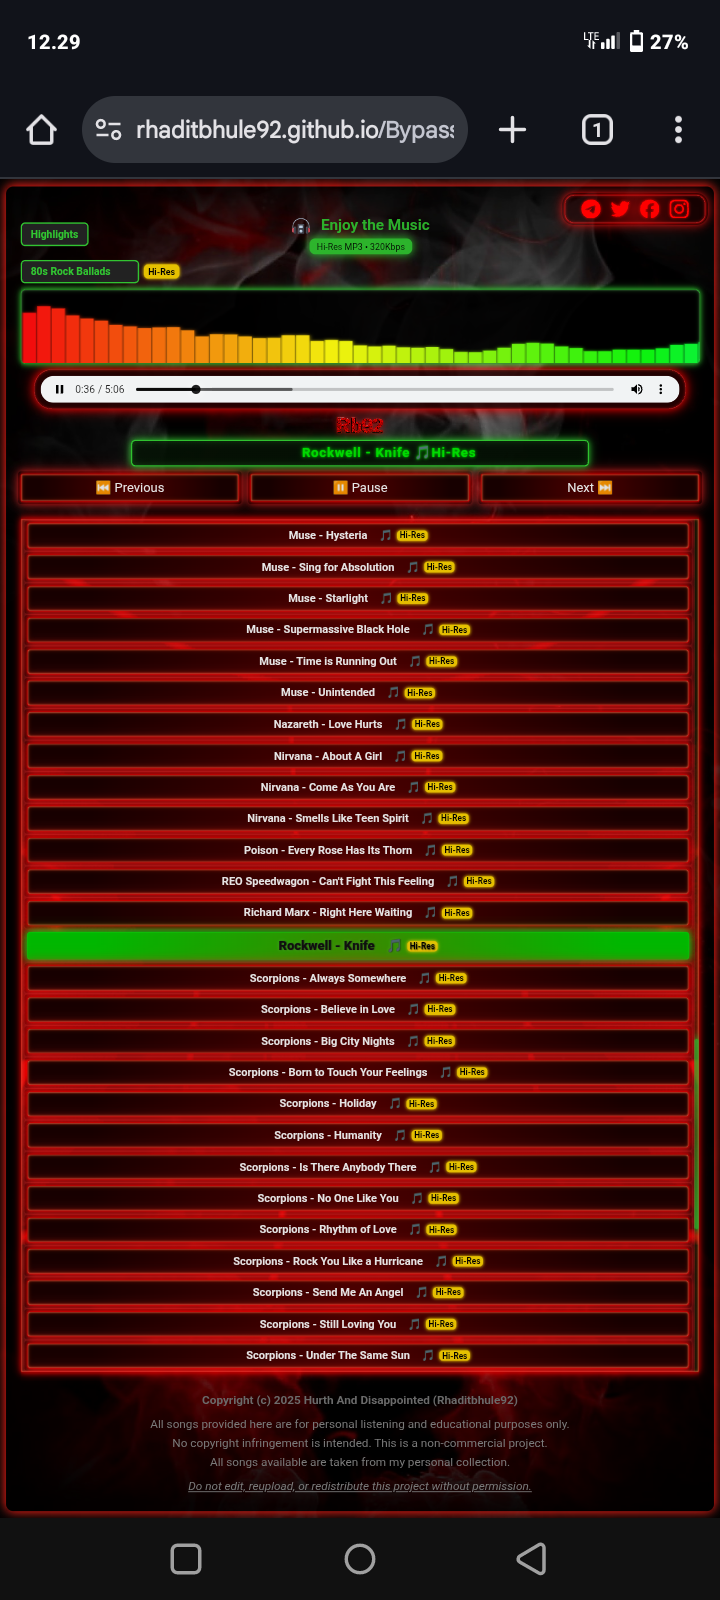 12.29
LTE
27%
rhaditbhule92.github.io/Bypass
1
Highlights
Enjoy the Music
Hi-Res MP3 • 320Kbps
80s Rock Ballads Hi-Res
0:36 / 5:06
Rh92
Rockwell - Knife 🎵Hi-Res
⏮️ Previous
⏸️ Pause
Next ⏭️
Muse - Hysteria 🎵 Hi-Res
Muse - Sing for Absolution 🎵 Hi-Res
Muse - Starlight 🎵 Hi-Res
Muse - Supermassive Black Hole 🎵 Hi-Res
Muse - Time is Running Out 🎵 Hi-Res
Muse - Unintended 🎵 Hi-Res
Nazareth - Love Hurts 🎵 Hi-Res
Nirvana - About A Girl 🎵 Hi-Res
Nirvana - Come As You Are 🎵 Hi-Res
Nirvana - Smells Like Teen Spirit 🎵 Hi-Res
Poison - Every Rose Has Its Thorn 🎵 Hi-Res
REO Speedwagon - Can't Fight This Feeling 🎵 Hi-Res
Richard Marx - Right Here Waiting 🎵 Hi-Res
Rockwell - Knife 🎵 Hi-Res
Scorpions - Always Somewhere 🎵 Hi-Res
Scorpions - Believe in Love 🎵 Hi-Res
Scorpions - Big City Nights 🎵 Hi-Res
Scorpions - Born to Touch Your Feelings 🎵 Hi-Res
Scorpions - Holiday 🎵 Hi-Res
Scorpions - Humanity 🎵 Hi-Res
Scorpions - Is There Anybody There 🎵 Hi-Res
Scorpions - No One Like You 🎵 Hi-Res
Scorpions - Rhythm of Love 🎵 Hi-Res
Scorpions - Rock You Like a Hurricane 🎵 Hi-Res
Scorpions - Send Me An Angel 🎵 Hi-Res
Scorpions - Still Loving You 🎵 Hi-Res
Scorpions - Under The Same Sun 🎵 Hi-Res
Copyright (c) 2025 Hurth And Disappointed (Rhaditbhule92)
All songs provided here are for personal listening and educational purposes only.
No copyright infringement is intended. This is a non-commercial project.
All songs available are taken from my personal collection.
Do not edit, reupload, or redistribute this project without permission.